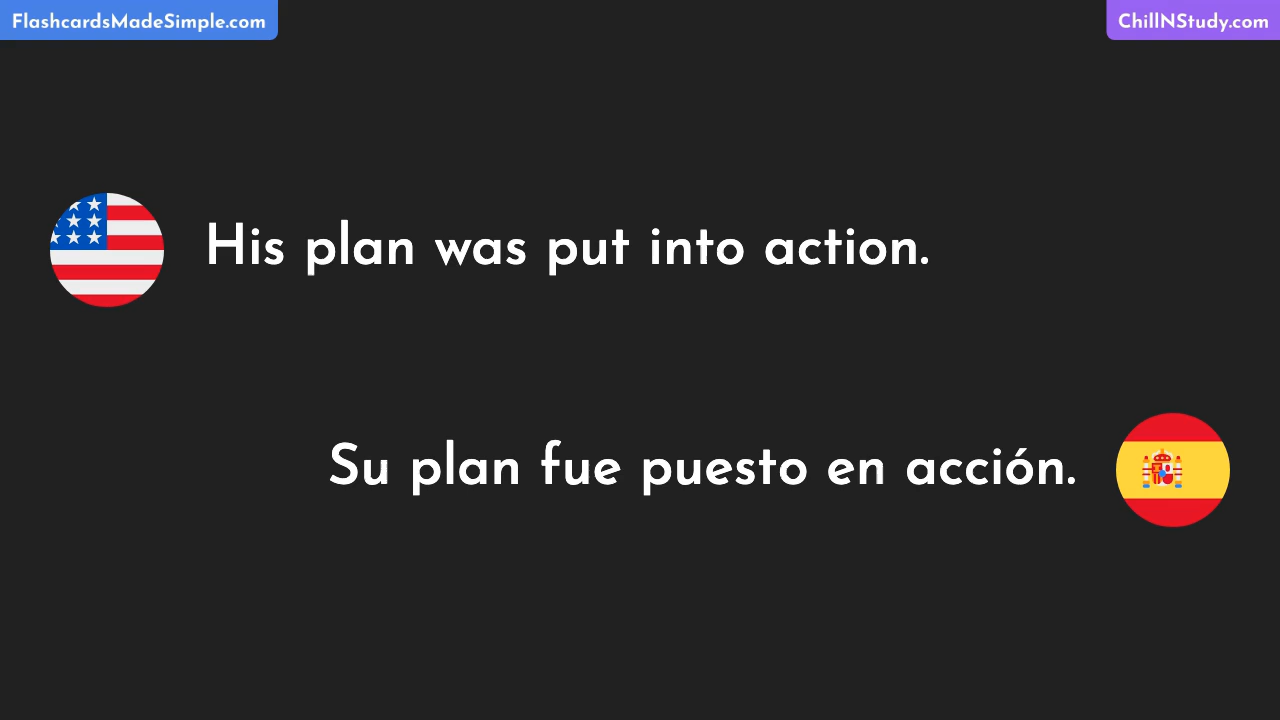 FlashcardsMadeSimple.com
ChillNStudy.com
His plan was put into action.
Su plan fue puesto en acción.